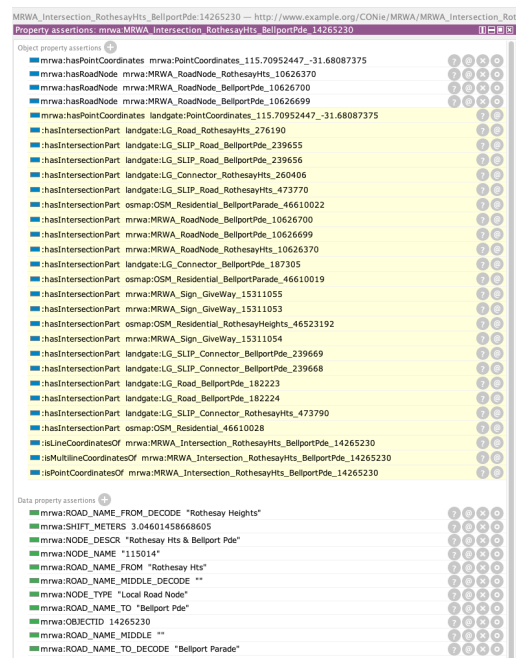 MRWA_Intersection_RothesayHts_BellportPde:14265230 — http://www.example.org/CONie/MRWA/MRWA_Intersection_Rot
Property assertions: mrwa:MRWA_Intersection_RothesayHts_BellportPde_14265230
Object property assertions
mrwa:hasPointCoordinates mrwa:PointCoordinates_115.70952447_-31.68087375
mrwa:hasRoadNode mrwa:MRWA_RoadNode_RothesayHts_10626370
mrwa:hasRoadNode mrwa:MRWA_RoadNode_BellportPde_10626700
mrwa:hasRoadNode mrwa:MRWA_RoadNode_BellportPde_10626699
mrwa:hasPointCoordinates landgate:PointCoordinates_115.70952447_-31.68087375
:hasIntersectionPart landgate:LG_Road_RothesayHts_276190
:hasIntersectionPart landgate:LG_SLIP_Road_BellportPde_239655
:hasIntersectionPart landgate:LG_SLIP_Road_BellportPde_239656
:hasIntersectionPart landgate:LG_Connector_RothesayHts_260406
:hasIntersectionPart landgate:LG_SLIP_Road_RothesayHts_473770
:hasIntersectionPart osmap:OSM_Residential_BellportParade_46610022
:hasIntersectionPart mrwa:MRWA_RoadNode_BellportPde_10626700
:hasIntersectionPart mrwa:MRWA_RoadNode_BellportPde_10626699
:hasIntersectionPart mrwa:MRWA_RoadNode_RothesayHts_10626370
:hasIntersectionPart landgate:LG_Connector_BellportPde_187305
:hasIntersectionPart osmap:OSM_Residential_BellportParade_46610019
:hasIntersectionPart mrwa:MRWA_Sign_GiveWay_15311055
:hasIntersectionPart mrwa:MRWA_Sign_GiveWay_15311053
:hasIntersectionPart osmap:OSM_Residential_RothesayHeights_46523192
:hasIntersectionPart mrwa:MRWA_Sign_GiveWay_15311054
:hasIntersectionPart landgate:LG_SLIP_Connector_BellportPde_239669
:hasIntersectionPart landgate:LG_SLIP_Connector_BellportPde_239668
:hasIntersectionPart landgate:LG_Road_BellportPde_182223
:hasIntersectionPart landgate:LG_Road_BellportPde_182224
:hasIntersectionPart landgate:LG_SLIP_Connector_RothesayHts_473790
:hasIntersectionPart osmap:OSM_Residential_46610028
:isLineCoordinatesOf mrwa:MRWA_Intersection_RothesayHts_BellportPde_14265230
:isMultilineCoordinatesOf mrwa:MRWA_Intersection_RothesayHts_BellportPde_14265230
:isPointCoordinatesOf mrwa:MRWA_Intersection_RothesayHts_BellportPde_14265230
Data property assertions
mrwa:ROAD_NAME_FROM_DECODE "Rothesay Heights"
mrwa:SHIFT_METERS 3.04601458668605
mrwa:NODE_DESCR "Rothesay Hts & Bellport Pde"
mrwa:NODE_NAME "115014"
mrwa:ROAD_NAME_FROM "Rothesay Hts"
mrwa:ROAD_NAME_MIDDLE_DECODE ""
mrwa:NODE_TYPE "Local Road Node"
mrwa:ROAD_NAME_TO "Bellport Pde"
mrwa:OBJECTID 14265230
mrwa:ROAD_NAME_MIDDLE ""
mrwa:ROAD_NAME_TO_DECODE "Bellport Parade"